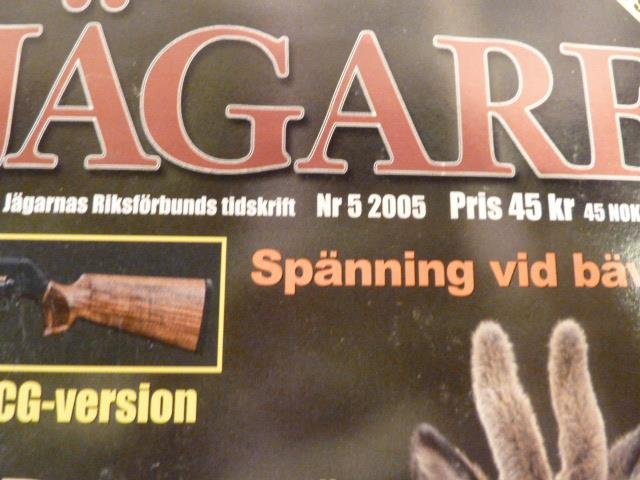 JÄGARE
Jägarnas Riksförbunds tidskrift Nr 5 2005 Pris 45 kr 45 NOK
Spänning vid bäv
CG-version